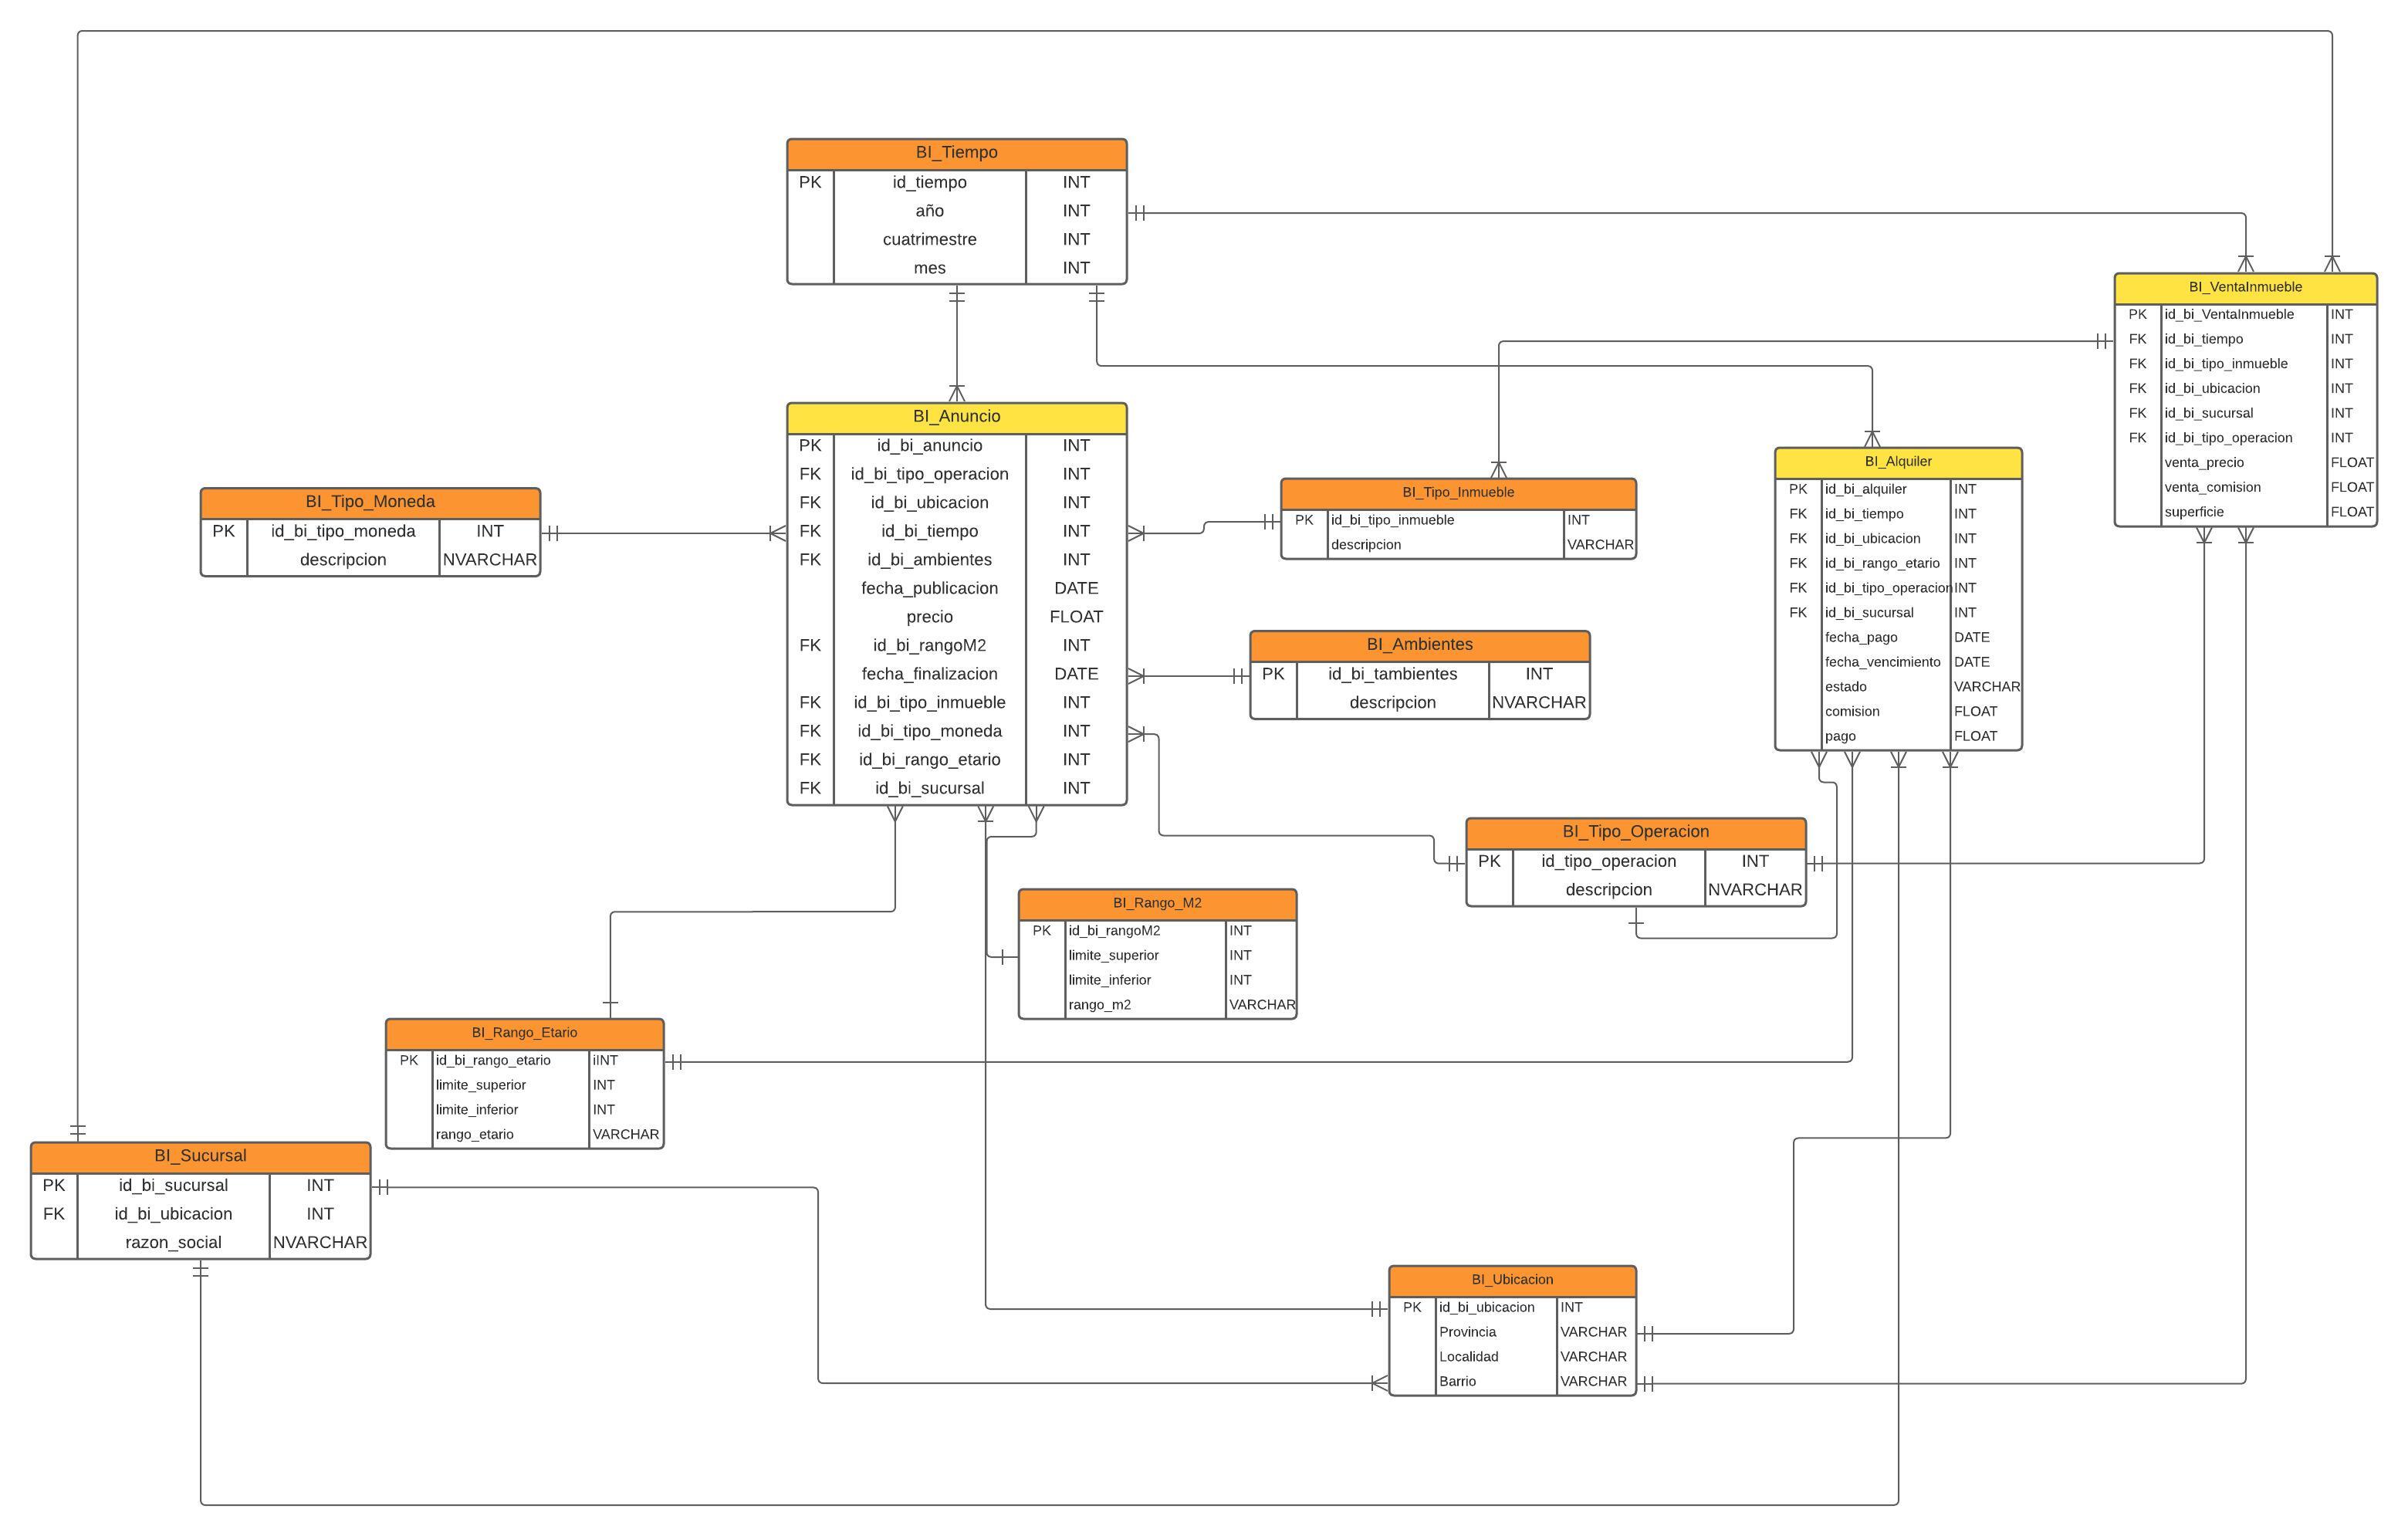 BI_Tiempo
PK id_tiempo INT
año INT
cuatrimestre INT
mes INT
BI_VentaInmueble
PK id_bi_VentaInmueble INT
FK id_bi_tiempo INT
FK id_bi_tipo_inmueble INT
FK id_bi_ubicacion INT
FK id_bi_sucursal INT
FK id_bi_tipo_operacion INT
venta_precio FLOAT
venta_comision FLOAT
superficie FLOAT
BI_Anuncio
PK id_bi_anuncio INT
FK id_bi_tipo_operacion INT
FK id_bi_ubicacion INT
FK id_bi_tiempo INT
FK id_bi_ambientes INT
fecha_publicacion DATE
precio FLOAT
FK id_bi_rangoM2 INT
fecha_finalizacion DATE
FK id_bi_tipo_inmueble INT
FK id_bi_tipo_moneda INT
FK id_bi_rango_etario INT
FK id_bi_sucursal INT
BI_Tipo_Moneda
PK id_bi_tipo_moneda INT
descripcion NVARCHAR
BI_Tipo_Inmueble
PK id_bi_tipo_inmueble INT
descripcion VARCHAR
BI_Alquiler
PK id_bi_alquiler INT
FK id_bi_tiempo INT
FK id_bi_ubicacion INT
FK id_bi_rango_etario INT
FK id_bi_tipo_operacion INT
FK id_bi_sucursal INT
fecha_pago DATE
fecha_vencimiento DATE
estado VARCHAR
comision FLOAT
pago FLOAT
BI_Ambientes
PK id_bi_tambientes INT
descripcion NVARCHAR
BI_Tipo_Operacion
PK id_tipo_operacion INT
descripcion NVARCHAR
BI_Rango_M2
PK id_bi_rangoM2 INT
limite_superior INT
limite_inferior INT
rango_m2 VARCHAR
BI_Rango_Etario
PK id_bi_rango_etario iINT
limite_superior INT
limite_inferior INT
rango_etario VARCHAR
BI_Sucursal
PK id_bi_sucursal INT
FK id_bi_ubicacion INT
razon_social NVARCHAR
BI_Ubicacion
PK id_bi_ubicacion INT
Provincia VARCHAR
Localidad VARCHAR
Barrio VARCHAR